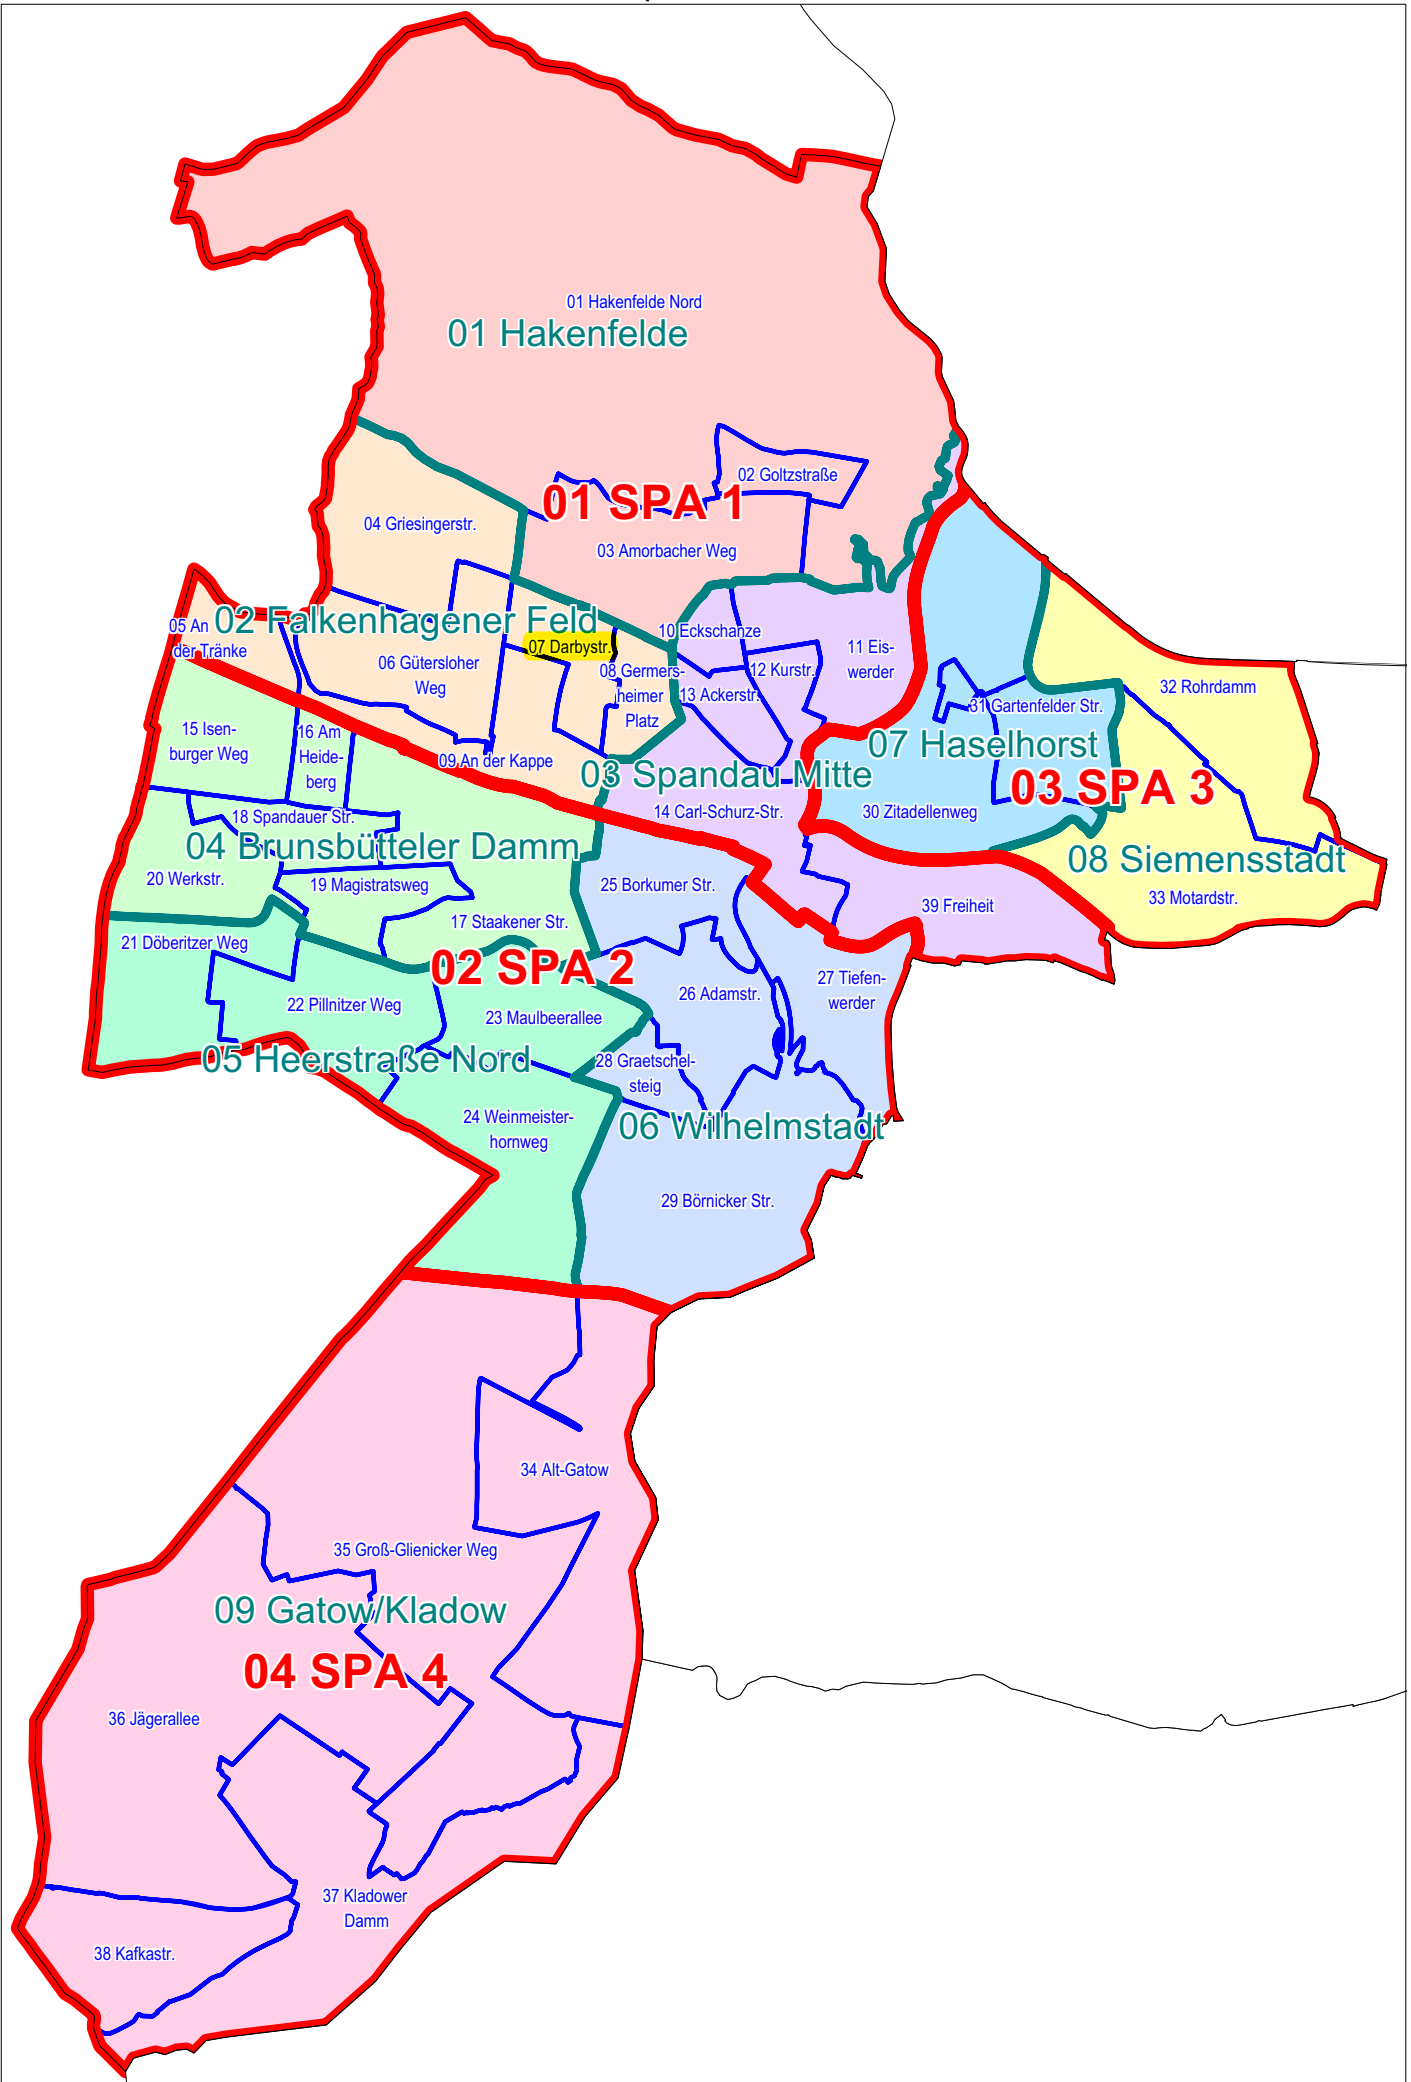 01 Hakenfelde Nord
01 Hakenfelde
02 Goltzstraße
01 SPA 1
04 Griesingerstr.
03 Amorbacher Weg
02 Falkenhagener Feld
05 An
der Tränke
07 Darbystr.
10 Eckschanze
06 Gütersloher
Weg
08 Germers-
heimer
Platz
12 Kurstr.
13 Ackerstr.
11 Eis-
werder
32 Rohrdamm
31 Gartenfelder Str.
15 Isen-
burger Weg
16 Am
Heide-
berg
09 An der Kappe
07 Haselhorst
03 Spandau Mitte
03 SPA 3
14 Carl-Schurz-Str.
30 Zitadellenweg
18 Spandauer Str.
04 Brunsbütteler Damm
08 Siemensstadt
20 Werkstr.
19 Magistratsweg
25 Borkumer Str.
33 Motardstr.
39 Freiheit
17 Staakener Str.
21 Döberitzer Weg
02 SPA 2
27 Tiefen-
werder
26 Adamstr.
22 Pillnitzer Weg
23 Maulbeerallee
05 Heerstraße Nord
28 Graetschel-
steig
24 Weinmeister-
hornweg
06 Wilhelmstadt
29 Börnicker Str.
34 Alt-Gatow
35 Groß-Glienicker Weg
09 Gatow/Kladow
04 SPA 4
36 Jägerallee
37 Kladower
Damm
38 Kafkastr.